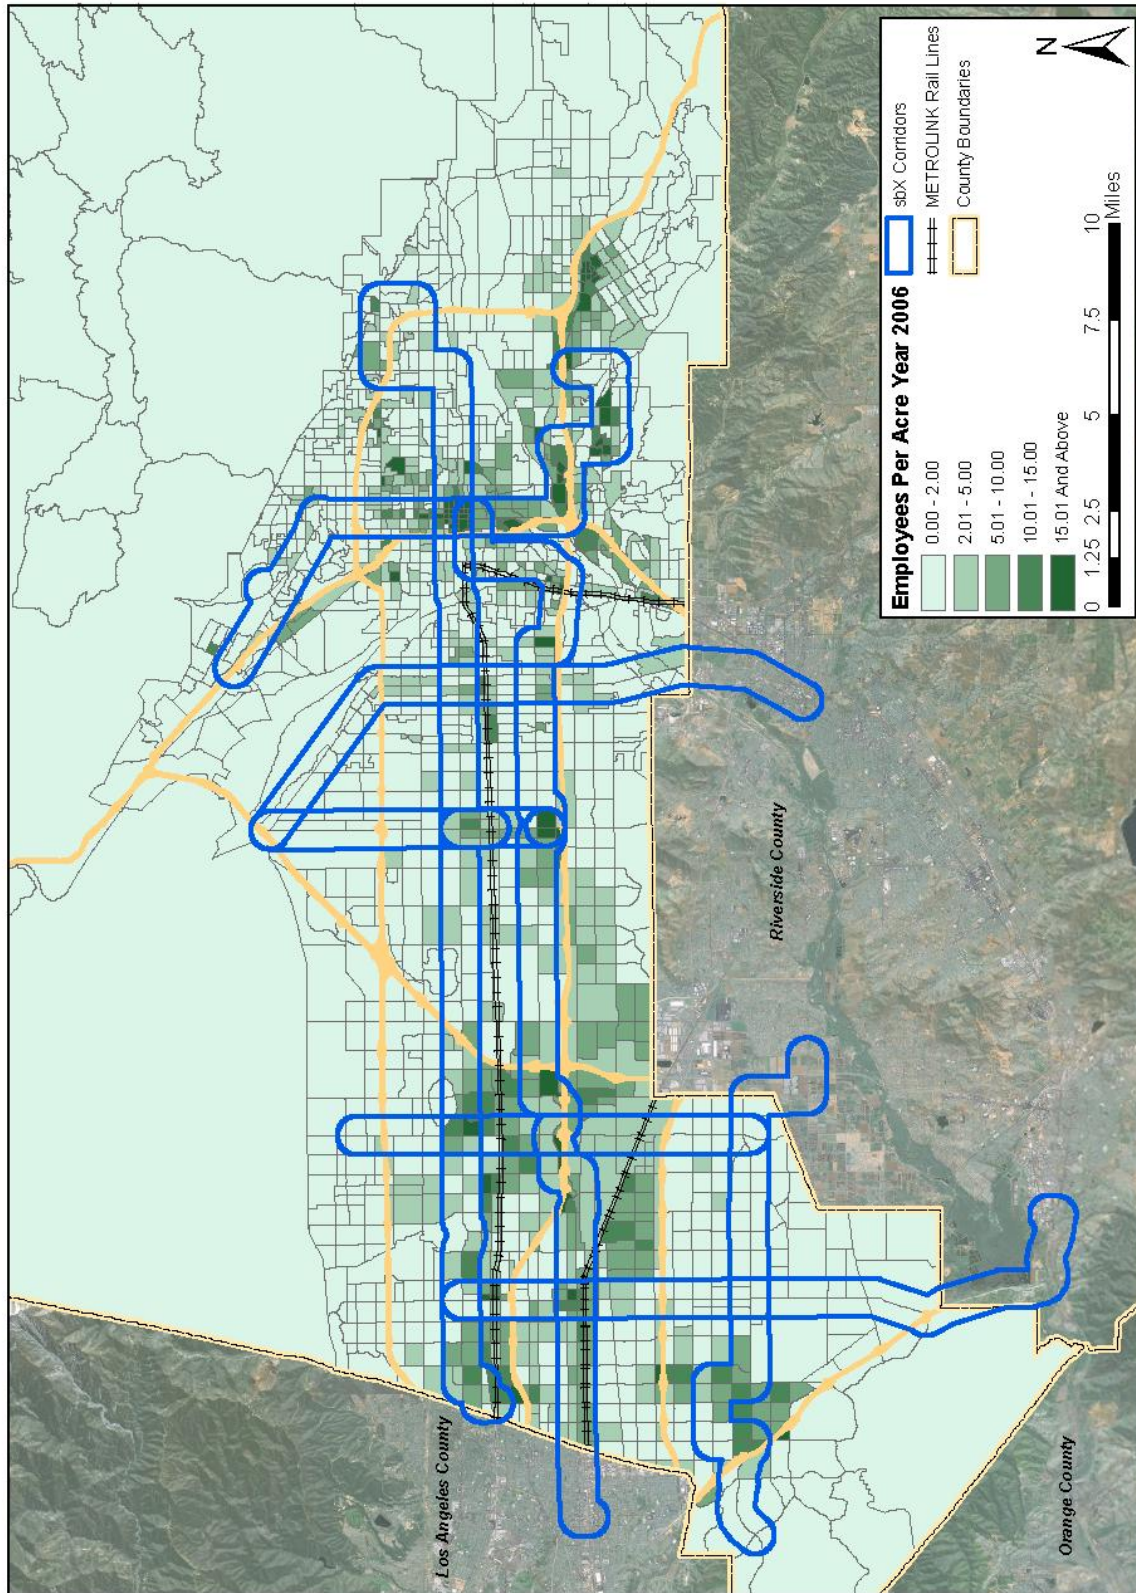 Los Angeles County
Orange County
Riverside County
Employees Per Acre Year 2006
0.00 - 2.00
2.01 - 5.00
5.01 - 10.00
10.01 - 15.00
15.01 And Above
sbX Corridors
METROLINK Rail Lines
County Boundaries
N
0 1.25 2.5 5 7.5 10
Miles